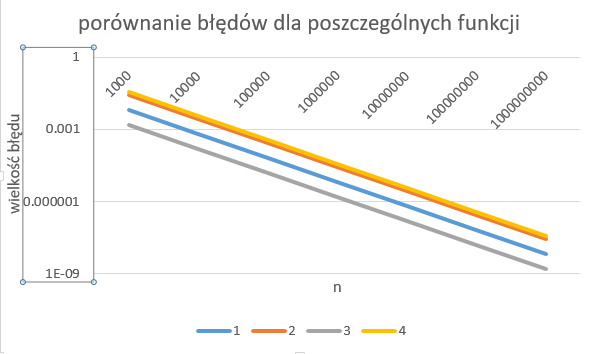 porównanie błędów dla poszczególnych funkcji
wielkość błędu
1
0.001
0.000001
1E-09
1000
10000
100000
1000000
10000000
100000000
1000000000
n
1 2 3 4